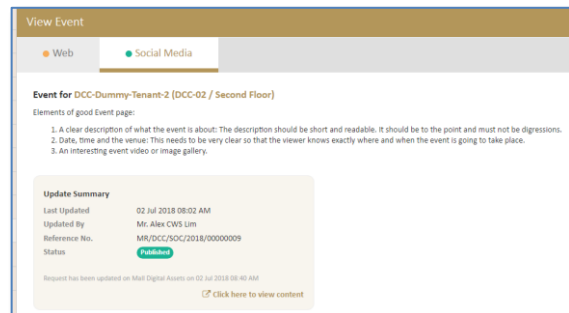 View Event
Web
Social Media
Event for DCC-Dummy-Tenant-2 (DCC-02 / Second Floor)
Elements of good Event page:
1. A clear description of what the event is about: The description should be short and readable. It should be to the point and must not be digressions.
2. Date, time and the venue: This needs to be very clear so that the viewer knows exactly where and when the event is going to take place.
3. An interesting event video or image gallery.
Update Summary
Last Updated 02 Jul 2018 08:02 AM
Updated By Mr. Alex CWS Lim
Reference No. MR/DCC/SOC/2018/00000009
Status Published
Request has been updated on Mall Digital Assets on 02 Jul 2018 08:40 AM
Click here to view content